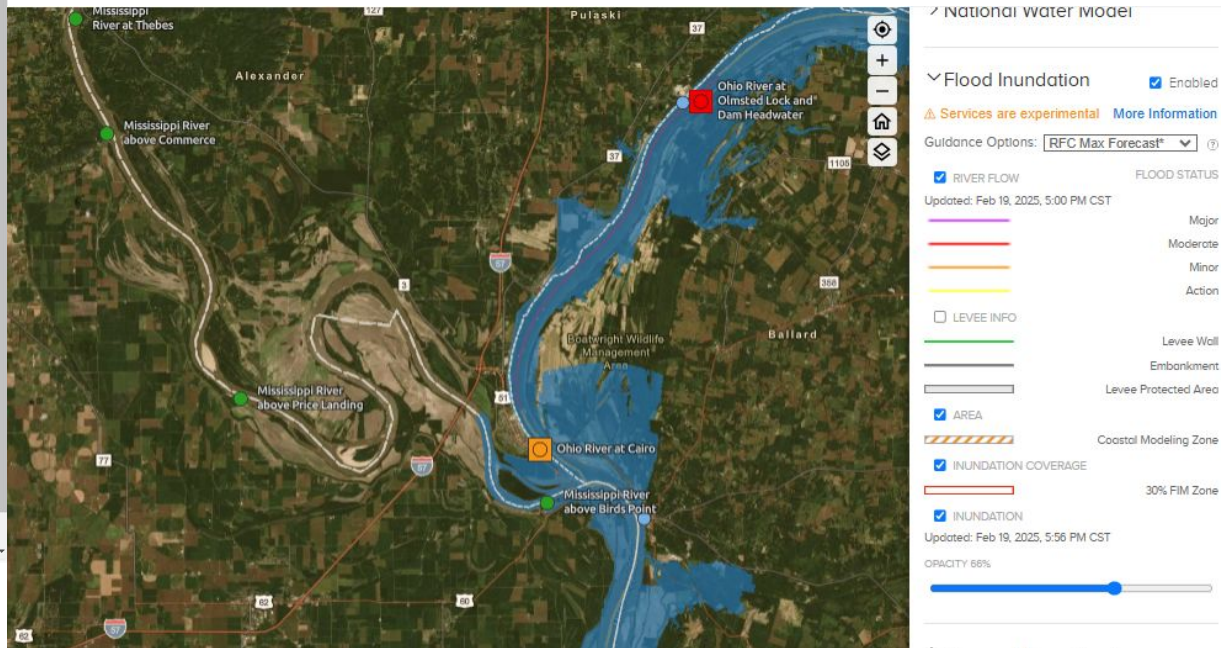 Mississippi
River at Thebes
127
Pulaski
37
Alexander
Ohio River at
Olmsted Lock and
Dam Headwater
Mississippi River
above Commerce
37
1105
57
3
388
Ballard
Boatwright Wildlife
Management
Area
51
Mississippi River
above Price Landing
Ohio River at Cairo
77
57
Mississippi River
above Birds Point
62
60
57
62
National Water Model
Flood Inundation
Enabled
Services are experimental
More Information
Guidance Options:
RFC Max Forecast*
?
RIVER FLOW
FLOOD STATUS
Updated: Feb 19, 2025, 5:00 PM CST
Major
Moderate
Minor
Action
LEVEE INFO
Levee Wall
Embankment
Levee Protected Area
AREA
Coastal Modeling Zone
INUNDATION COVERAGE
30% FIM Zone
INUNDATION
Updated: Feb 19, 2025, 5:56 PM CST
OPACITY 66%